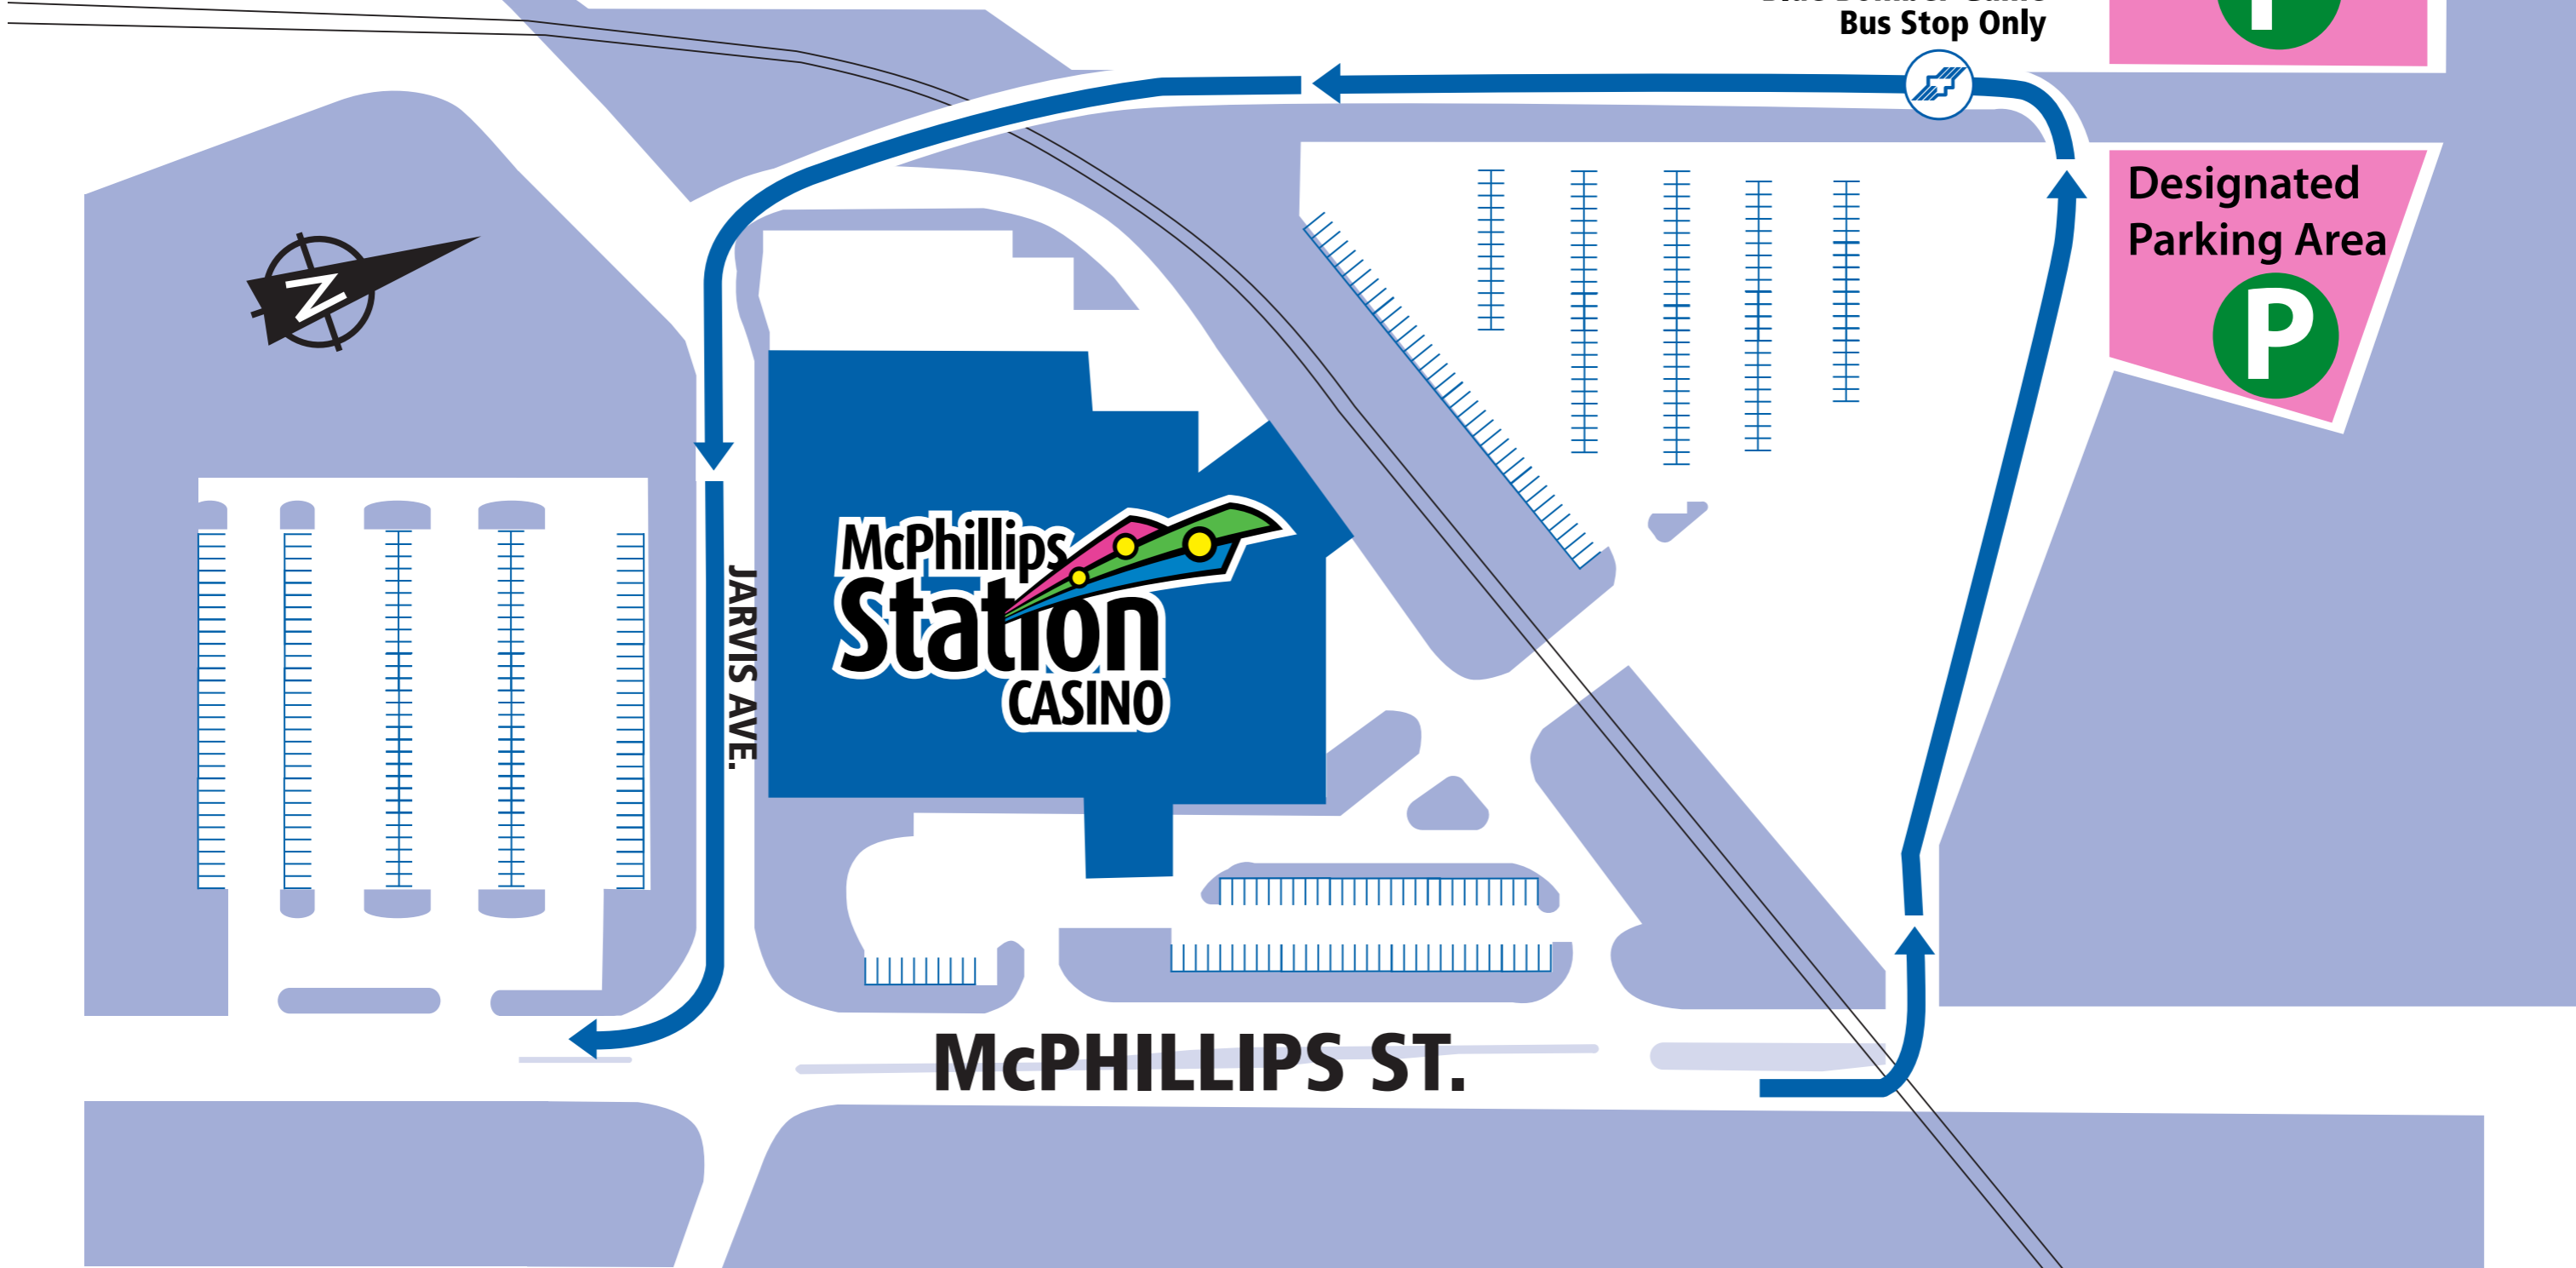 Bus Stop Only
Designated
Parking Area
P
N
McPhillips
Station
CASINO
JARVIS AVE.
McPHILLIPS ST.